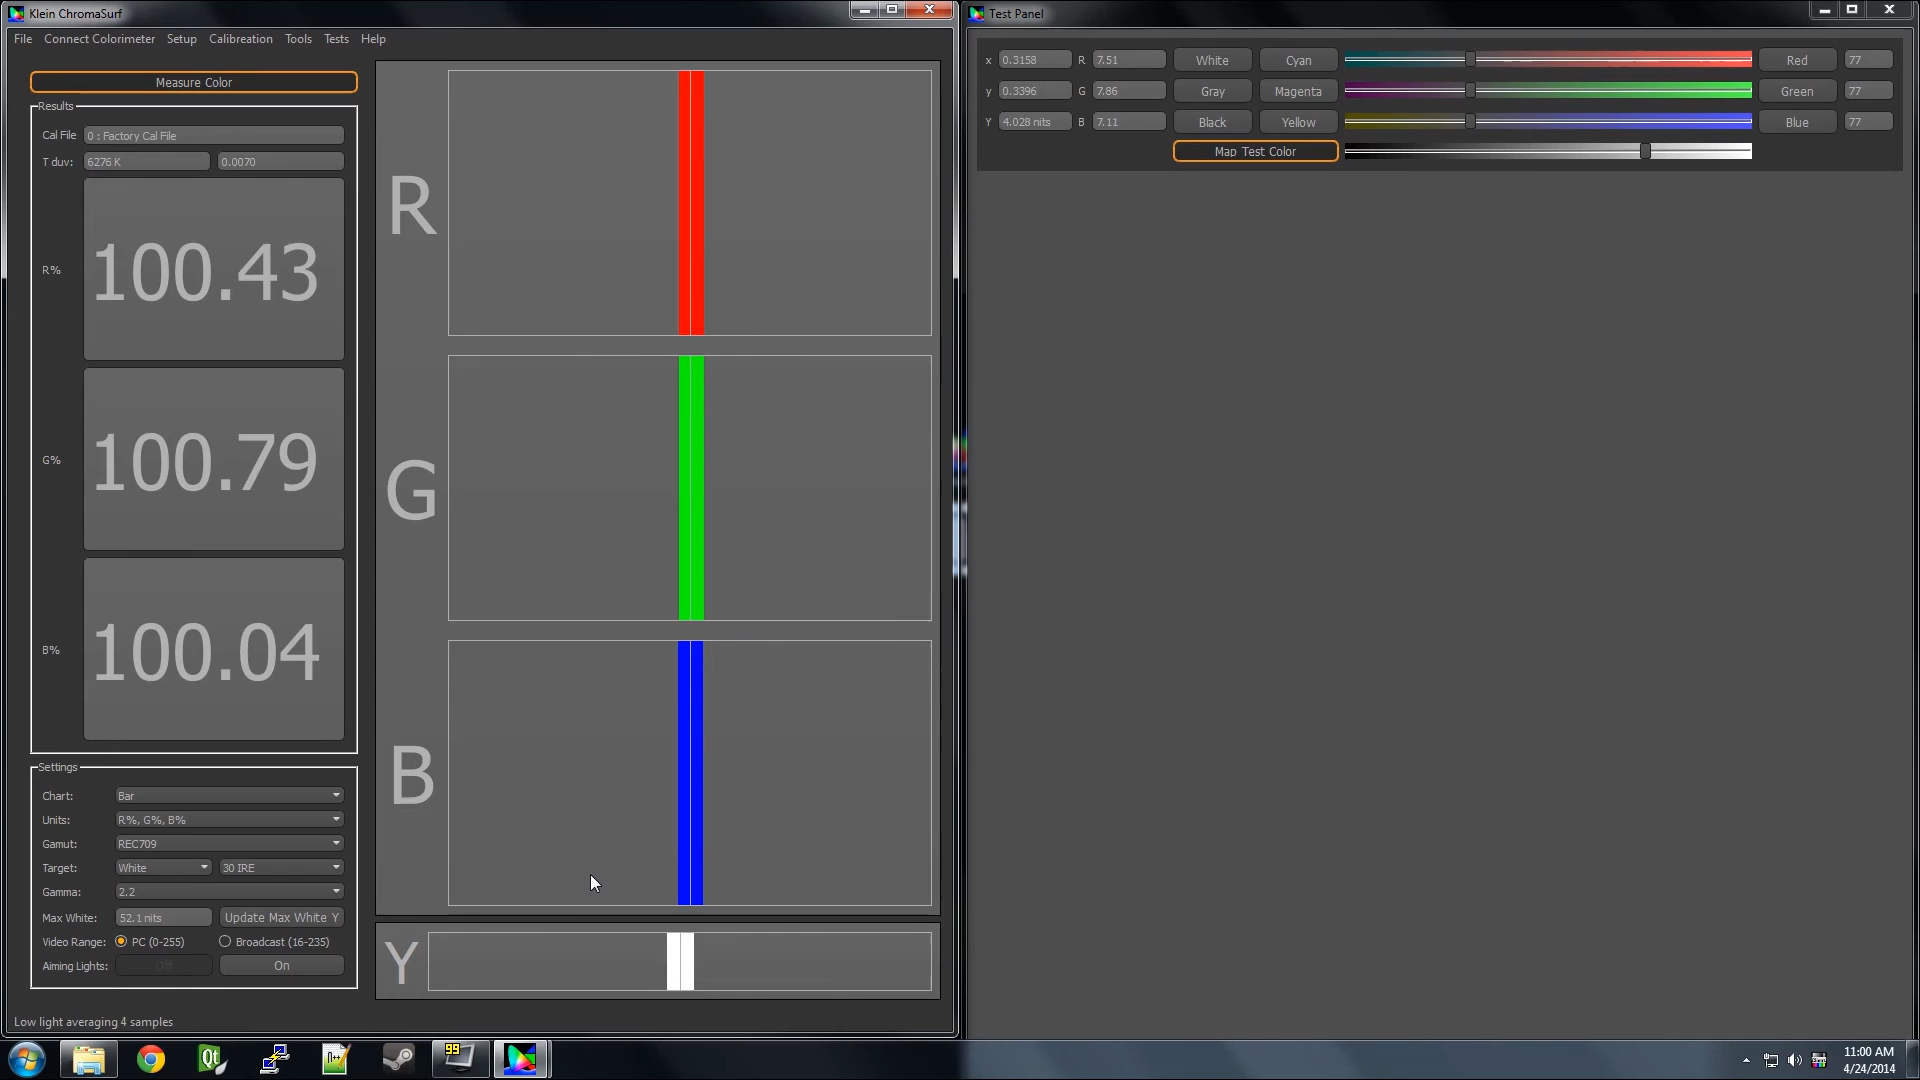 Klein ChromaSurf
File Connect Colorimeter Setup Calibration Tools Tests Help
Measure Color
Results
Cal File 0 : Factory Cal File
T duv: 6276 K 0.0070
R% 100.43
G% 100.79
B% 100.04
Settings
Chart: Bar
Units: R%, G%, B%
Gamut: REC709
Target: White 30 IRE
Gamma: 2.2
Max White: 52.1 nits Update Max White Y
Video Range: PC (0-255) Broadcast (16-235)
Aiming Lights: Off On
Low light averaging 4 samples
R
G
B
Y
Test Panel
x 0.3158 R 7.51 White Cyan Red 77
y 0.3396 G 7.86 Gray Magenta Green 77
Y 4.028 nits B 7.11 Black Yellow Blue 77
Map Test Color
Qt
99
11:00 AM
4/24/2014